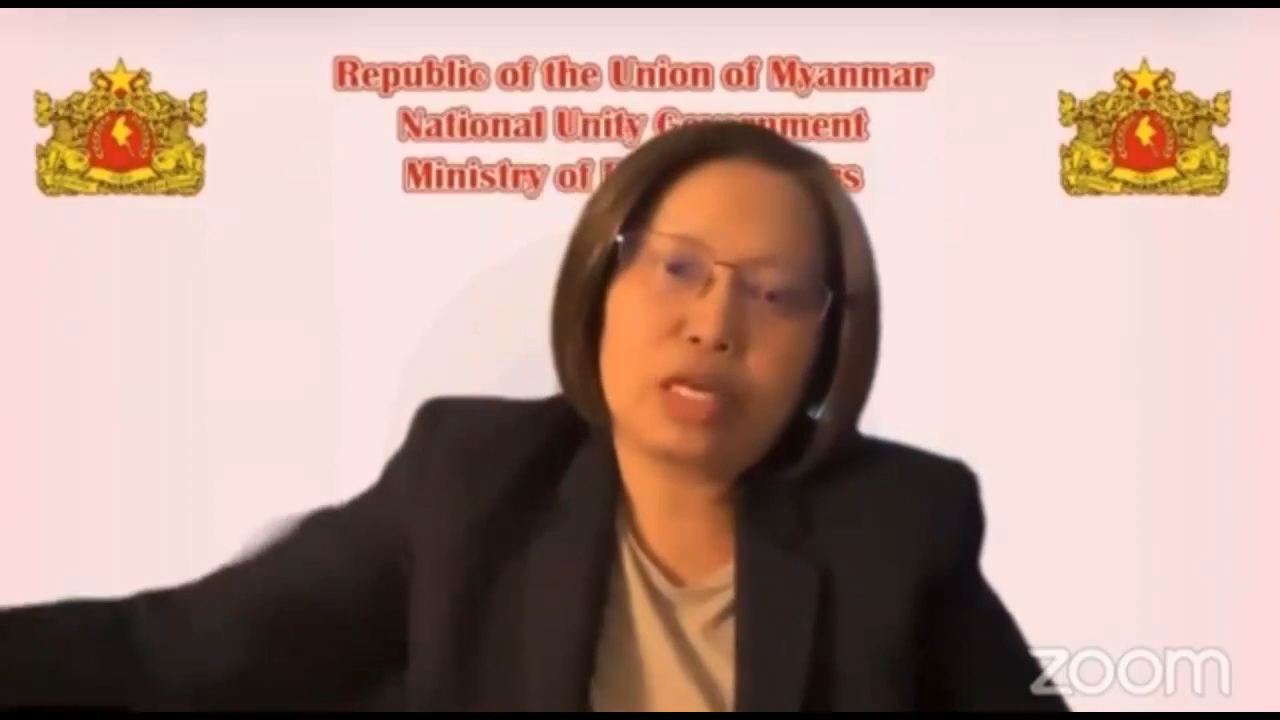 Republic of the Union of Myanmar
National Unity
Ministry of
zoom